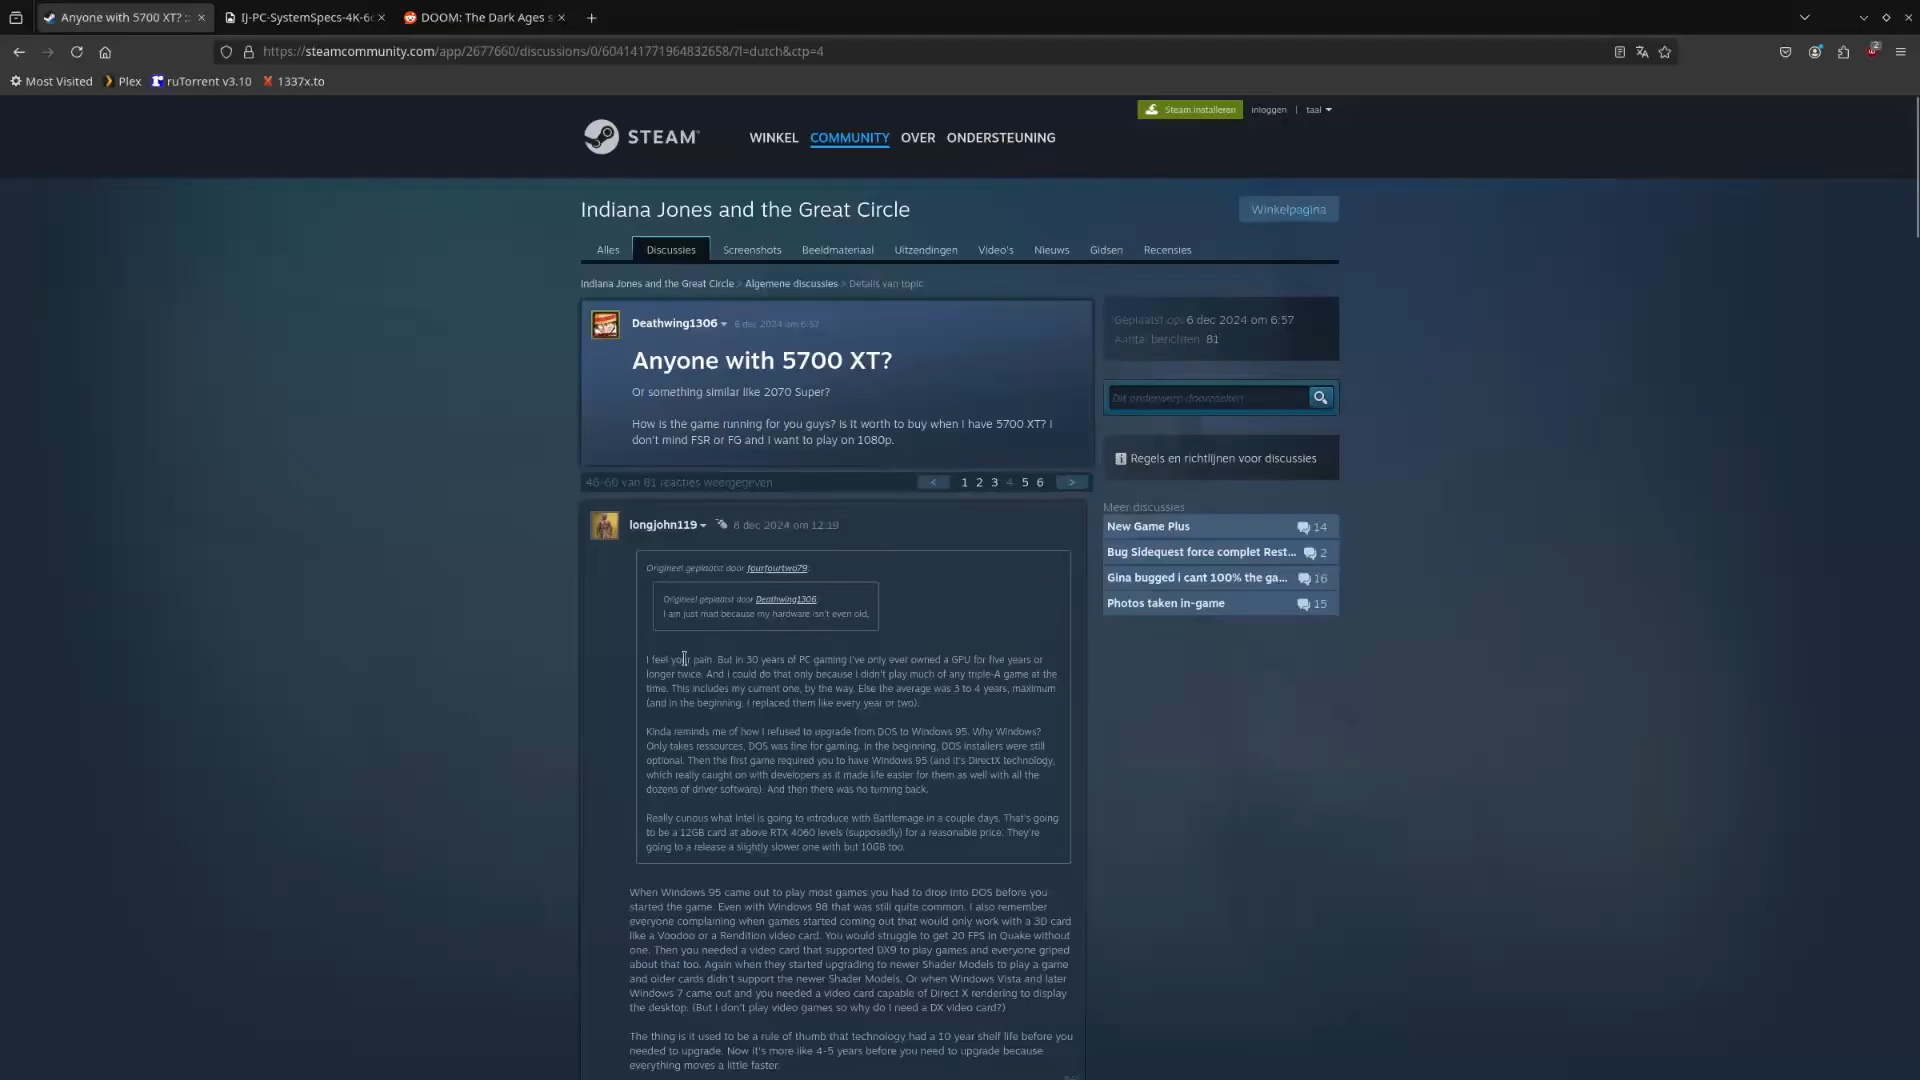 Anyone with 5700 XT? ::
IJ-PC-SystemSpecs-4K-6
DOOM: The Dark Ages s
https://steamcommunity.com/app/2677660/discussions/0/604141771964832658/?l=dutch&ctp=4
2
Most Visited
Plex
ruTorrent v3.10
1337x.to
Steam installeren
inloggen | taal
STEAM
WINKEL COMMUNITY OVER ONDERSTEUNING
Indiana Jones and the Great Circle
Winkelpagina
Alles Discussies Screenshots Beeldmateriaal Uitzendingen Video's Nieuws Gidsen Recensies
Indiana Jones and the Great Circle > Algemene discussies > Details van topic
Deathwing1306 6 dec 2024 om 6:57
Anyone with 5700 XT?
Or something similar like 2070 Super?
How is the game running for you guys? Is it worth to buy when I have 5700 XT? I
don't mind FSR or FG and I want to play on 1080p.
Geplaatst op: 6 dec 2024 om 6:57
Aantal berichten: 81
Dit onderwerp doorzoeken
Regels en richtlijnen voor discussies
46-60 van 81 reacties weergegeven
< 1 2 3 4 5 6 >
Meer discussies
New Game Plus 14
Bug Sidequest force complet Rest... 2
Gina bugged i cant 100% the ga... 16
Photos taken in-game 15
longjohn119 8 dec 2024 om 12:19
Origineel geplaatst door fourfourtwo79:
Origineel geplaatst door Deathwing1306:
I am just mad because my hardware isn't even old,
I feel your pain. But in 30 years of PC gaming I've only ever owned a GPU for five years or
longer twice. And I could do that only because I didn't play much of any triple-A game at the
time. This includes my current one, by the way. Else the average was 3 to 4 years, maximum
(and in the beginning, I replaced them like every year or two).
Kinda reminds me of how I refused to upgrade from DOS to Windows 95. Why Windows?
Only takes ressources, DOS was fine for gaming. In the beginning, DOS installers were still
optional. Then the first game required you to have Windows 95 (and it's DirectX technology,
which really caught on with developers as it made life easier for them as well with all the
dozens of driver software). And then there was no turning back.
Really curious what Intel is going to introduce with Battlemage in a couple days. That's going
to be a 12GB card at above RTX 4060 levels (supposedly) for a reasonable price. They're
going to a release a slightly slower one with but 10GB too.
When Windows 95 came out to play most games you had to drop into DOS before you
started the game. Even with Windows 98 that was still quite common. I also remember
everyone complaining when games started coming out that would only work with a 3D card
like a Voodoo or a Rendition video card. You would struggle to get 20 FPS in Quake without
one. Then you needed a video card that supported DX9 to play games and everyone griped
about that too. Again when they started upgrading to newer Shader Models to play a game
and older cards didn't support the newer Shader Models. Or when Windows Vista and later
Windows 7 came out and you needed a video card capable of Direct X rendering to display
the desktop. (But I don't play video games so why do I need a DX video card?)
The thing is it used to be a rule of thumb that technology had a 10 year shelf life before you
needed to upgrade. Now it's more like 4-5 years before you need to upgrade because
everything moves a little faster.